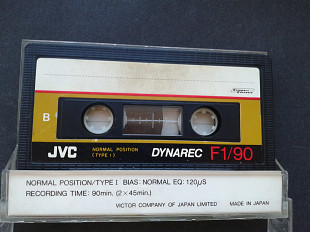 B
JVC
NORMAL POSITION
(TYPE I)
DYNAREC F1/90
NORMAL POSITION/TYPE I BIAS: NORMAL EQ: 120μS
RECORDING TIME: 90min. (2×45min.)
VICTOR COMPANY OF JAPAN LIMITED MADE IN JAPAN